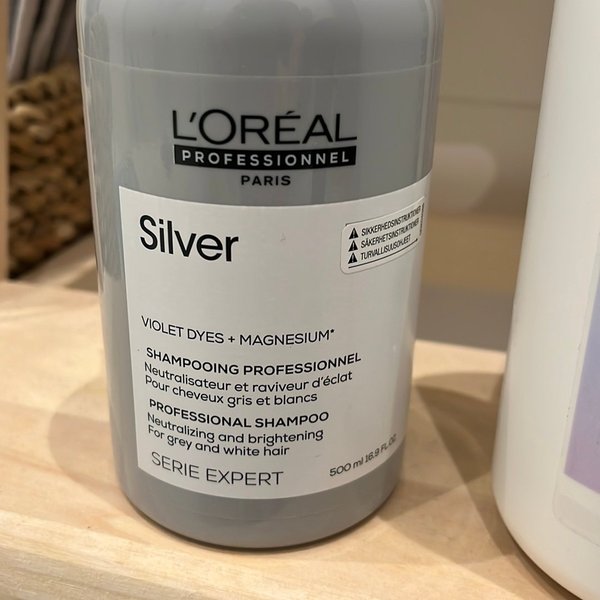 L'ORÉAL
PROFESSIONNEL
PARIS
Silver
⚠ SIKKERHEDSINSTRUKTIONER
⚠ SÄKERHETSINSTRUKTIONER
⚠ TURVALLISUUSOHJEET
VIOLET DYES + MAGNESIUM*
SHAMPOOING PROFESSIONNEL
Neutralisateur et raviveur d'éclat
Pour cheveux gris et blancs
PROFESSIONAL SHAMPOO
Neutralizing and brightening
For grey and white hair
SERIE EXPERT
500 ml 16.9 FL OZ